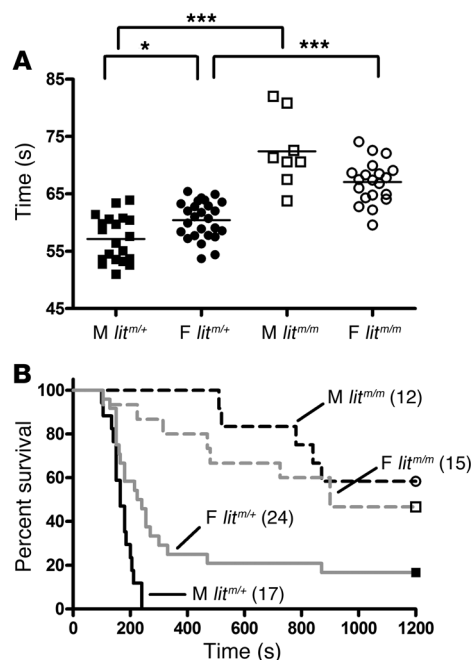 ***
* ***
A
85
75
65
55
45
Time (s)
M lit^m/+ F lit^m/+ M lit^m/m F lit^m/m
B
100
80
60
40
20
0
Percent survival
M lit^m/m (12)
F lit^m/m (15)
F lit^m/+ (24)
M lit^m/+ (17)
0 200 400 600 800 1000 1200
Time (s)